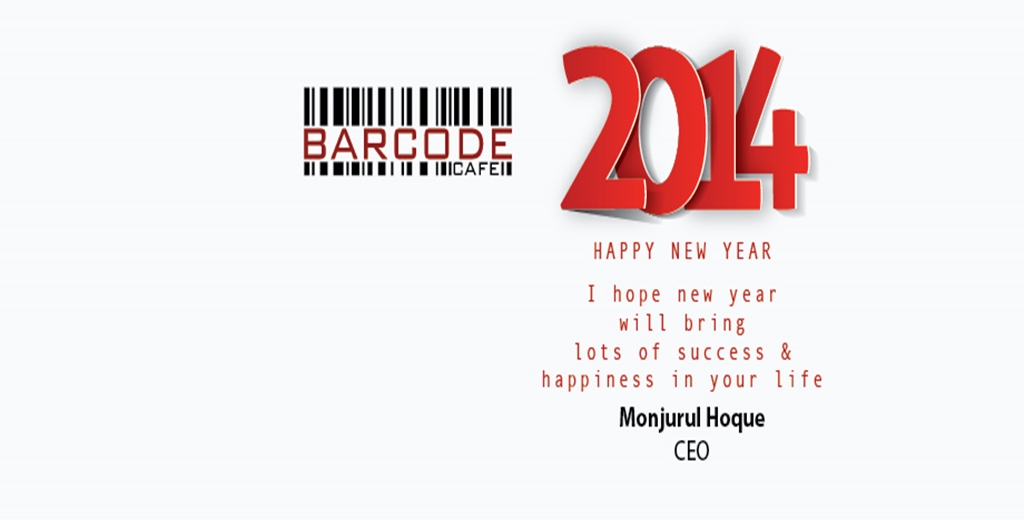 BARCODE
CAFE
2014
HAPPY NEW YEAR
I hope new year
will bring
lots of success &
happiness in your life
Monjurul Hoque
CEO